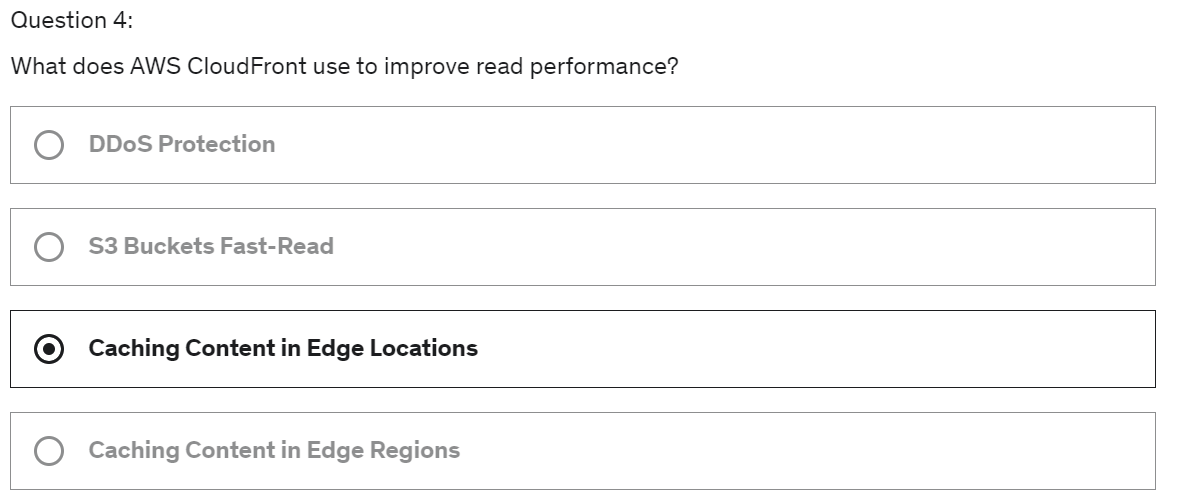 Question 4:
What does AWS CloudFront use to improve read performance?
DDoS Protection
S3 Buckets Fast-Read
Caching Content in Edge Locations
Caching Content in Edge Regions